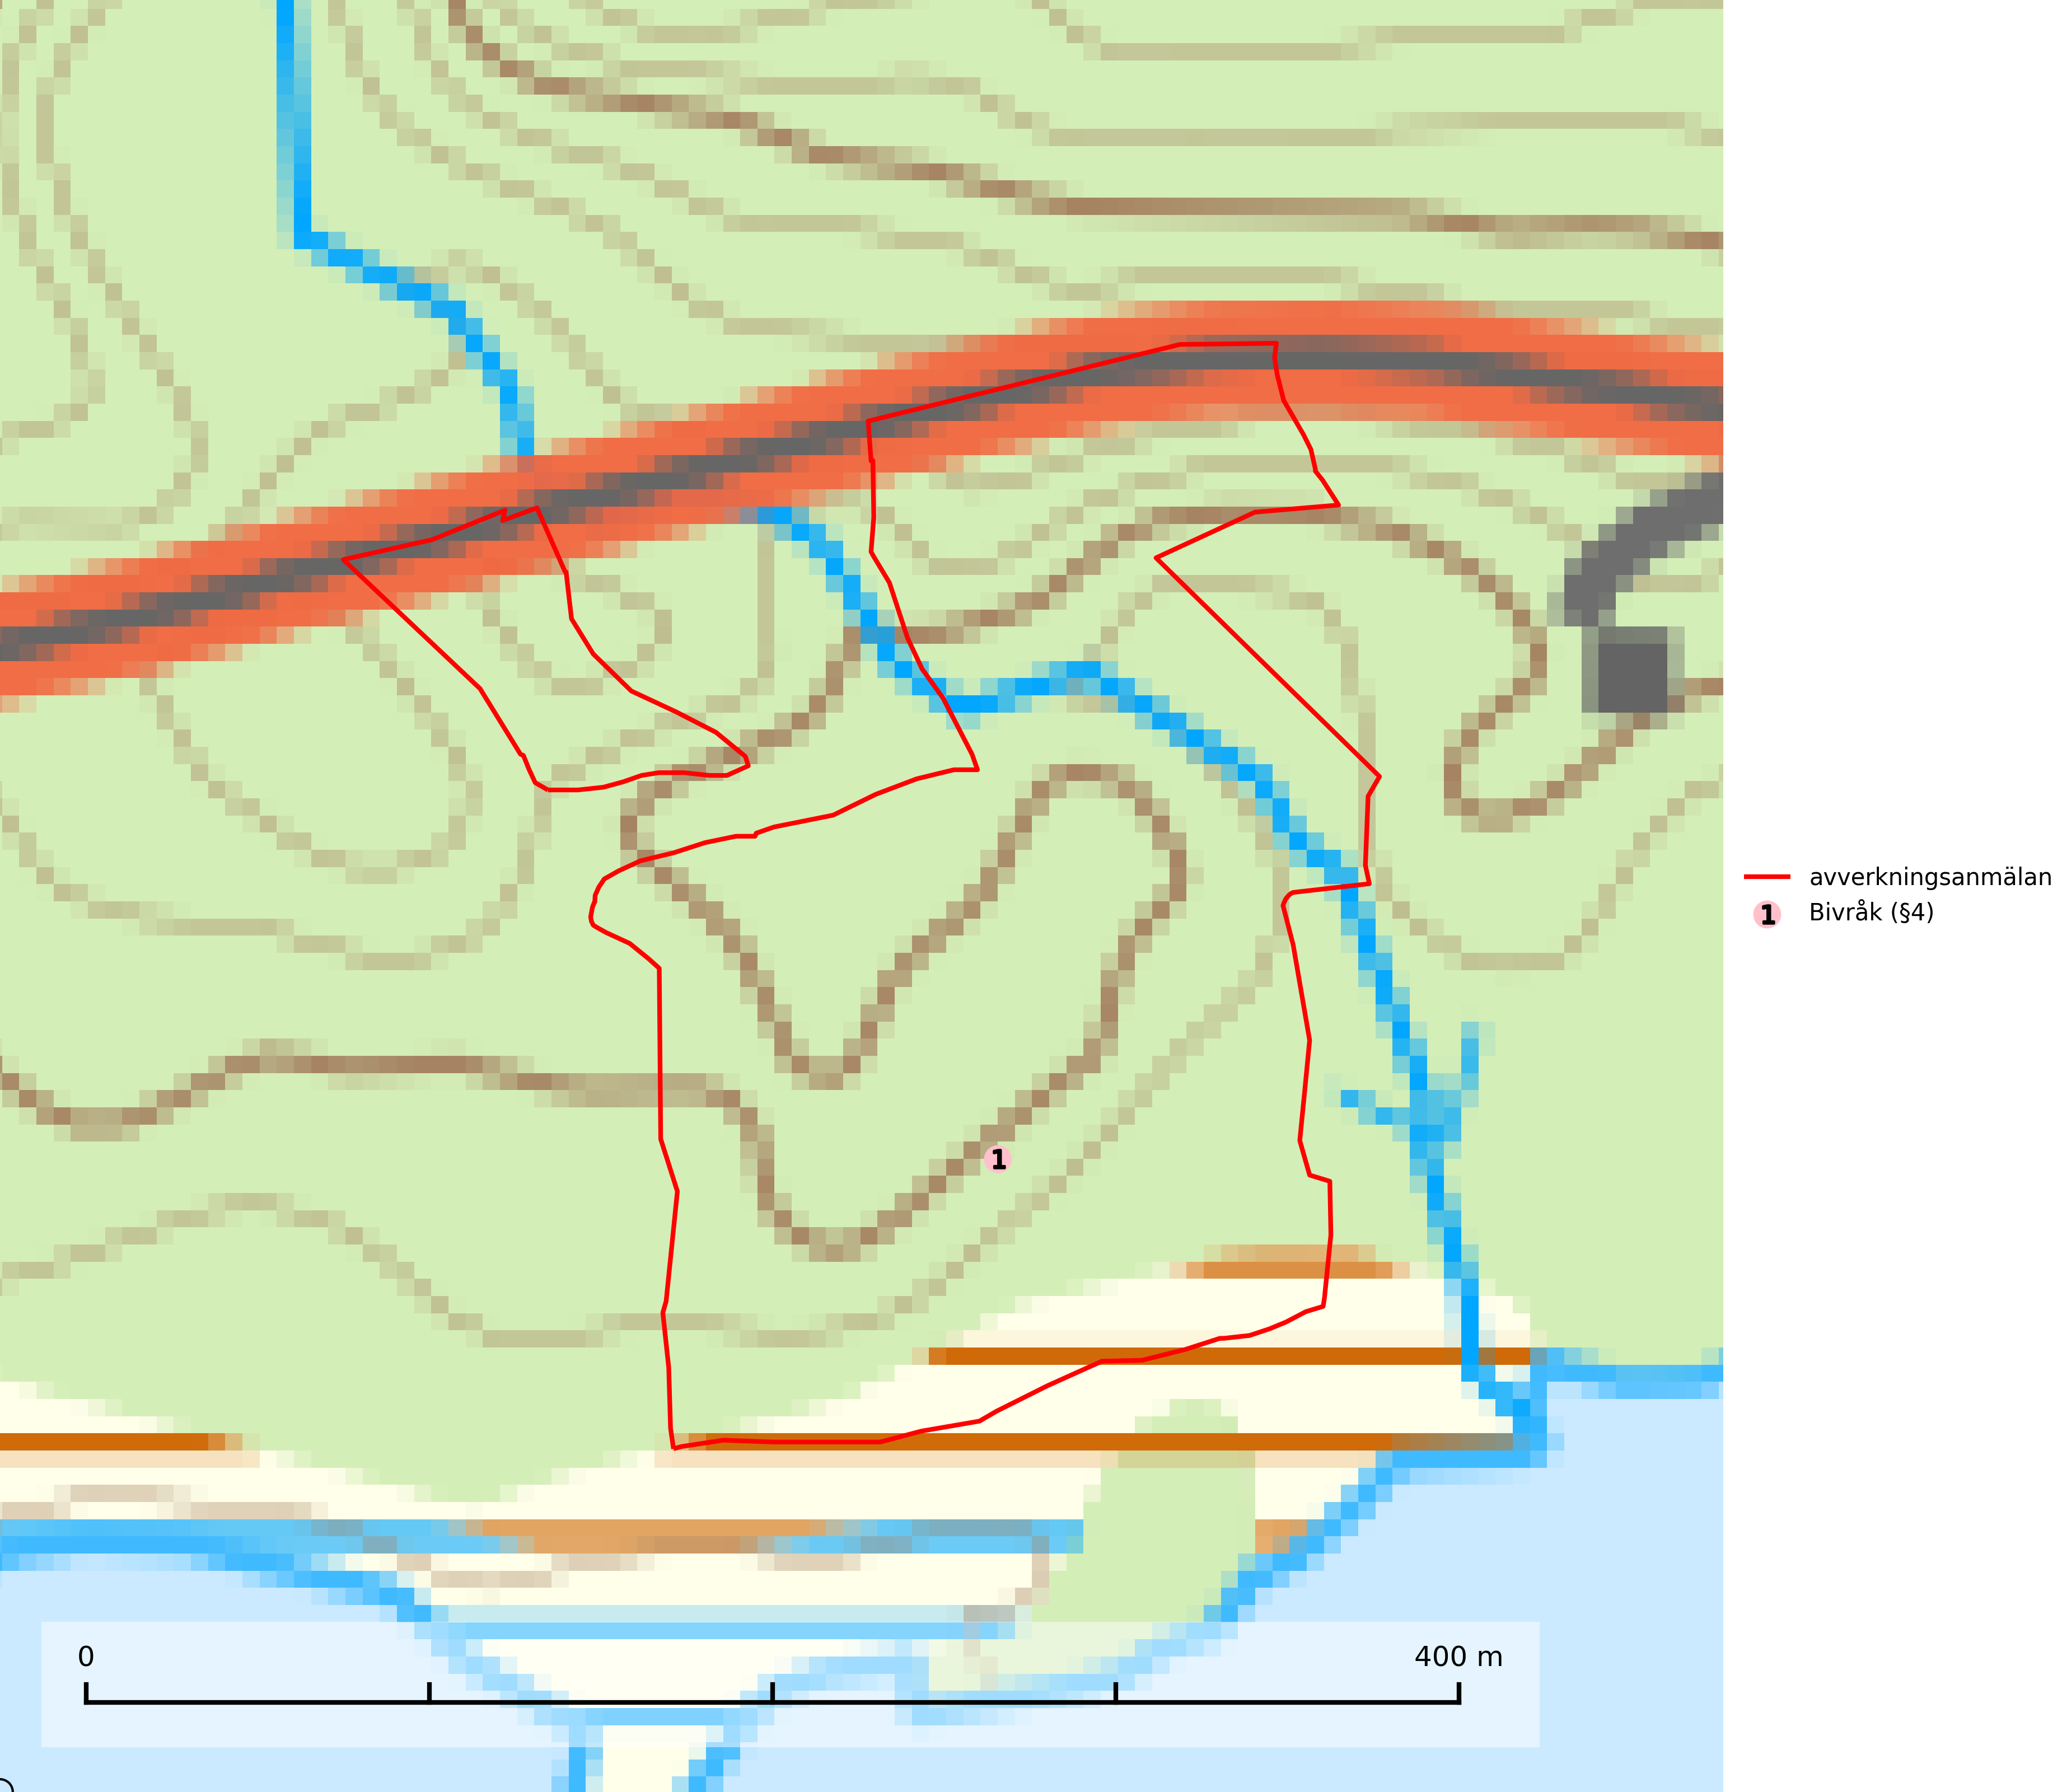 1
avverkningsanmälan
1 Bivråk (§4)
0 400 m